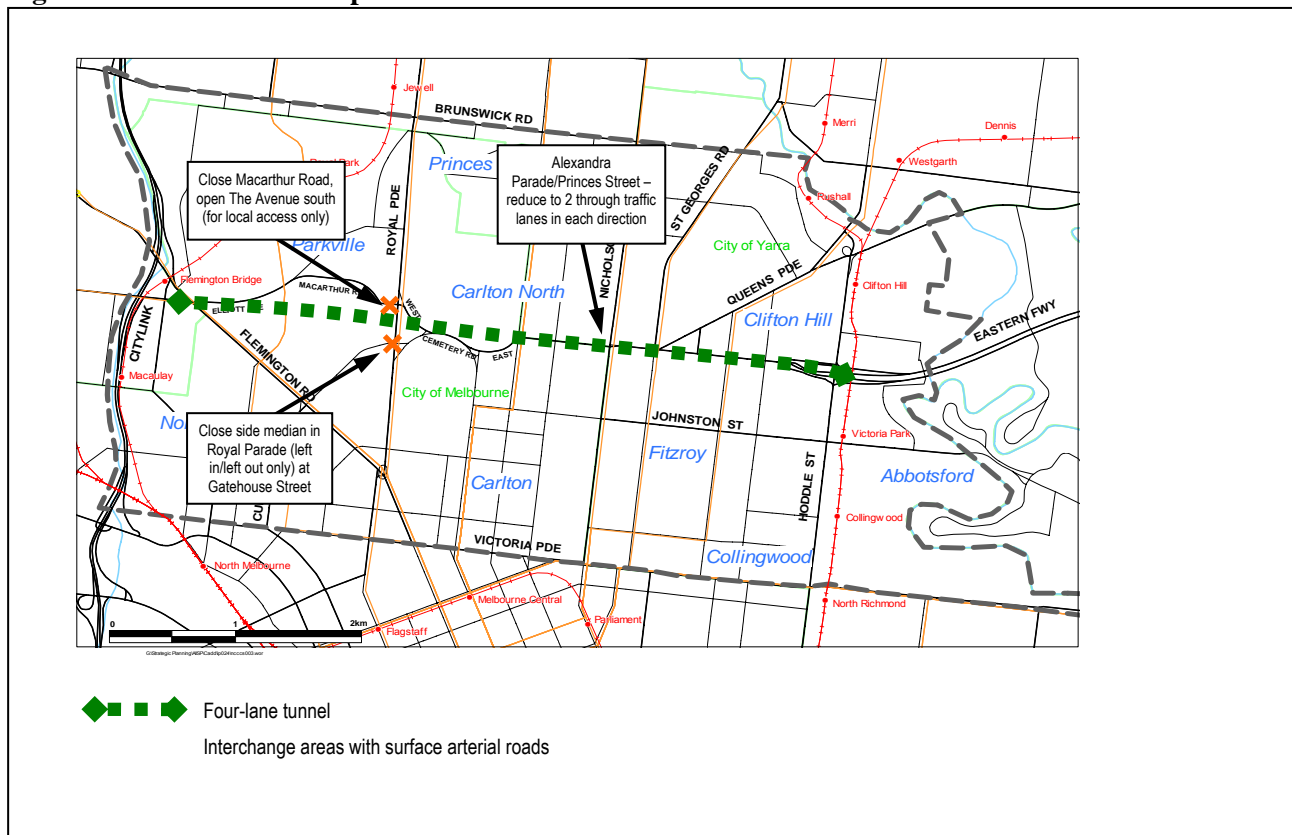 Jewell
BRUNSWICK RD
Merri
Dennis
Westgarth
Princes
Close Macarthur Road,
open The Avenue south
(for local access only)
Alexandra
Parade/Princes Street –
reduce to 2 through traffic
lanes in each direction
ROYAL PDE
ST GEORGES RD
Rushall
Parkville
City of Yarra
Flemington Bridge
MACARTHUR
QUEENS PDE
Clifton Hill
Carlton North
Clifton Hill
EASTERN FWY
ELLIOTT
WEST
CEMETERY RD
EAST
CITYLINK
FLEMINGTON RD
Macaulay
City of Melbourne
JOHNSTON ST
Close side median in
Royal Parade (left
in/left out only) at
Gatehouse Street
Victoria Park
Fitzroy
Abbotsford
Carlton
HODDLE ST
Collingwood
VICTORIA PDE
Collingwood
North Melbourne
Melbourne Central
North Richmond
Parliament
Flagstaff
0 1 2km
Four-lane tunnel
Interchange areas with surface arterial roads